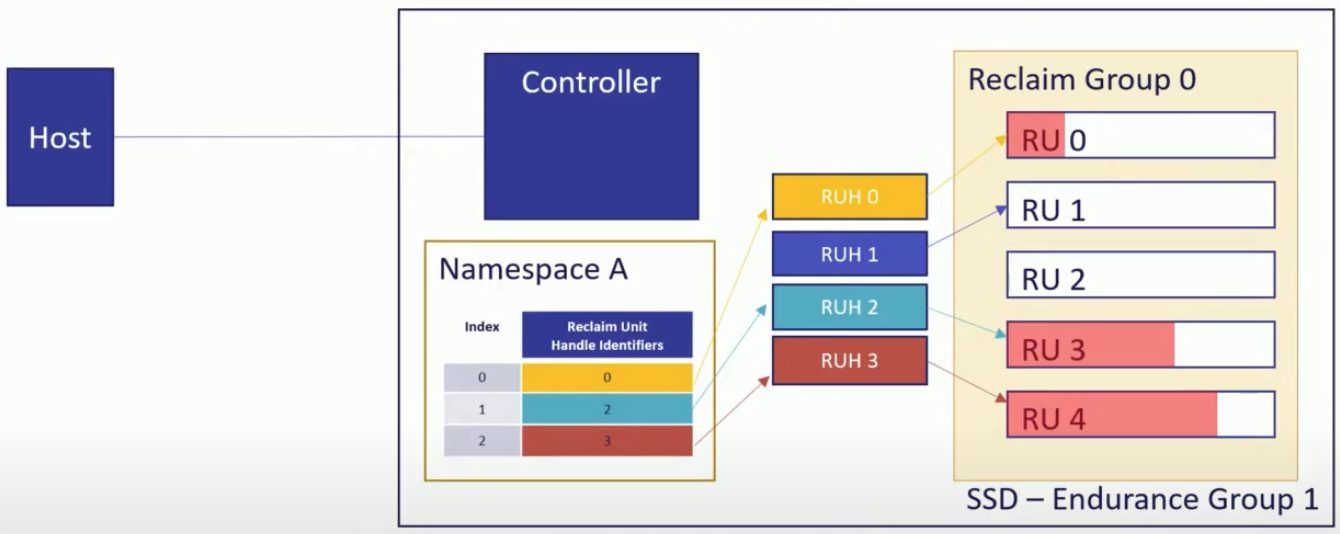 Host
Controller
Namespace A
Index
Reclaim Unit
Handle Identifiers
0 0
1 2
2 3
RUH 0
RUH 1
RUH 2
RUH 3
Reclaim Group 0
RU 0
RU 1
RU 2
RU 3
RU 4
SSD – Endurance Group 1